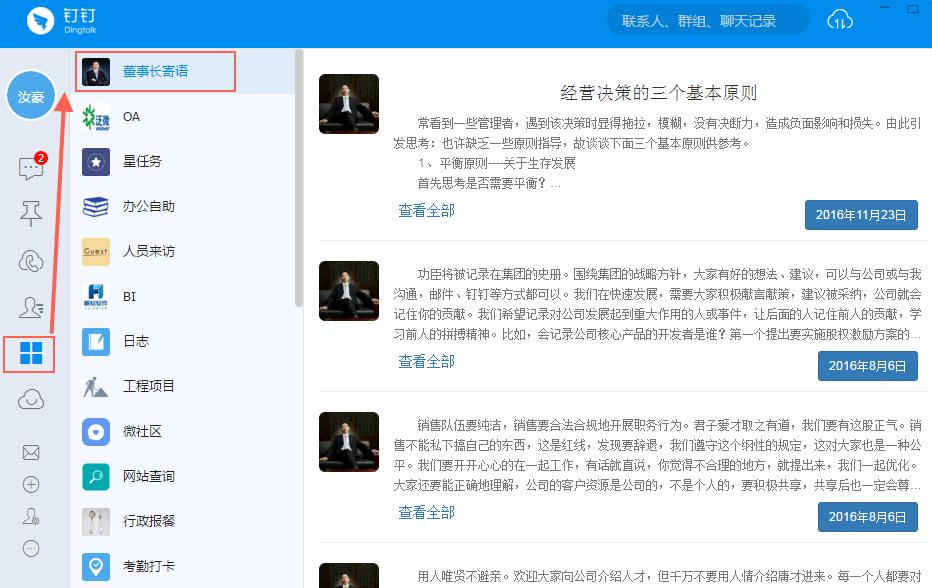 钉钉
Dingtalk
联系人、群组、聊天记录
汝豪
2
董事长寄语
泛微
OA
星任务
办公自助
Guest
人员来访
BI
日志
工程项目
微社区
网站查询
行政报餐
考勤打卡
经营决策的三个基本原则
常看到一些管理者，遇到该决策时显得拖拉，模糊，没有决断力，造成负面影响和损失。由此引
发思考：也许缺乏一些原则指导，故谈谈下面三个基本原则供参考。
1、平衡原则----关于生存发展
首先思考是否需要平衡？...
查看全部
2016年11月23日
功臣将被记录在集团的史册。围绕集团的战略方针，大家有好的想法、建议，可以与公司或与我
沟通，邮件、钉钉等方式都可以。我们在快速发展，需要大家积极献言献策，建议被采纳，公司就会
记住你的贡献。我们希望记录对公司发展起到重大作用的人或事件，让后面的人记住前人的贡献，学
习前人的拼搏精神。比如，会记录公司核心产品的开发者是谁？第一个提出要实施股权激励方案的...
查看全部
2016年8月6日
销售队伍要纯洁，销售要合法合规地开展职务行为。君子爱才取之有道，我们要有这股正气。销
售不能私下搞自己的东西，这是红线，发现要辞退，我们遵守这个纲性的规定，这对大家也是一种公
平。我们要开开心心的在一起工作，有话就直说，你觉得不合理的地方，就提出来，我们一起优化。
大家还要能正确地理解，公司的客户资源是公司的，不是个人的，要积极共享，共享后也一定会尊...
查看全部
2016年8月6日
用人唯贤不避亲。欢迎大家向公司介绍人才，但千万不要用人情介绍庸才进来。每一个人都要对